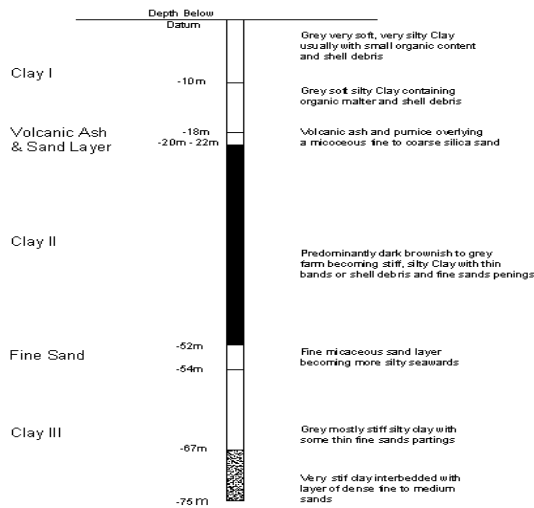 Depth Below
Datum
Grey very soft, very silty Clay
usually with small organic content
and shell debris
Clay I
-10m
Grey soft silty Clay containing
organic matter and shell debris
Volcanic Ash
& Sand Layer
-18m
-20m - 22m
Volcanic ash and pumice overlying
a micoceous fine to coarse silica sand
Clay II
Predominantly dark brownish to grey
farm becoming stiff, silty Clay with thin
bands or shell debris and fine sands penings
-52m
Fine Sand
-54m
Fine micaceous sand layer
becoming more silty seawards
Clay III
Grey mostly stiff silty clay with
some thin fine sands partings
-67m
Very stif clay interbedded with
layer of dense fine to medium
sands
-75m